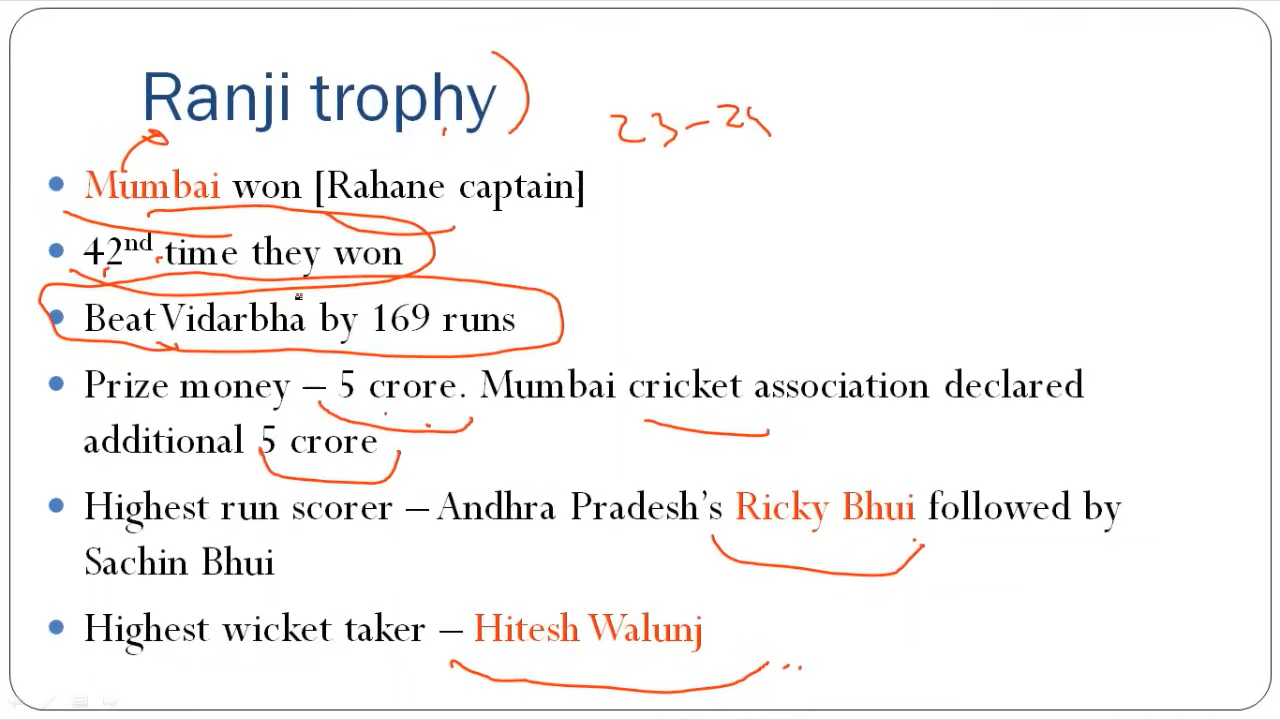 Ranji trophy
23-24
Mumbai won [Rahane captain]
42nd time they won
Beat Vidarbha by 169 runs
Prize money – 5 crore. Mumbai cricket association declared
additional 5 crore
Highest run scorer – Andhra Pradesh's Ricky Bhui followed by
Sachin Bhui
Highest wicket taker – Hitesh Walunj